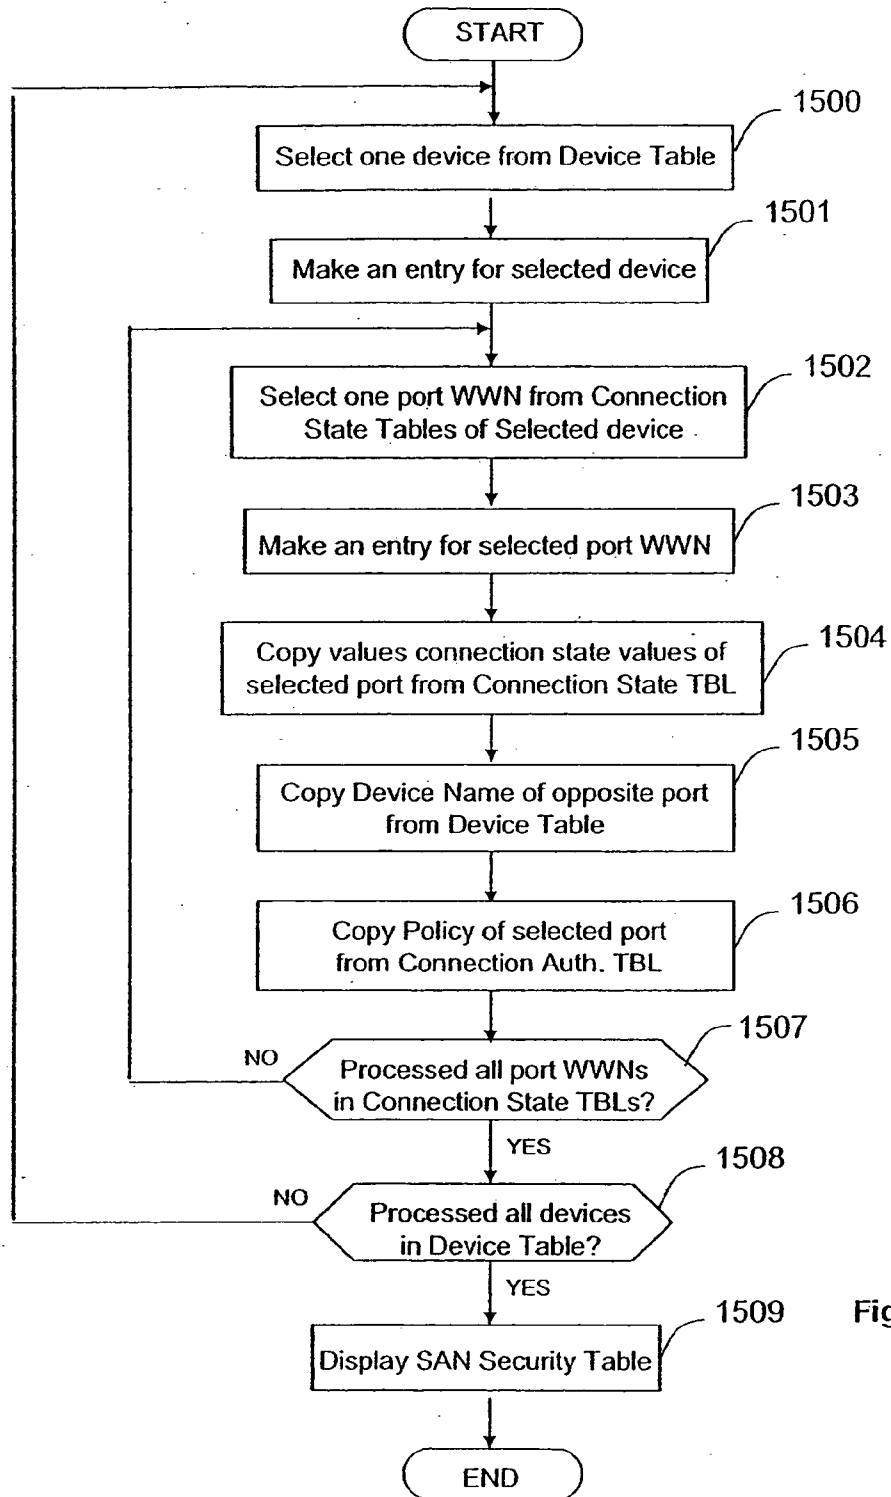 START
1500
Select one device from Device Table
1501
Make an entry for selected device
1502
Select one port WWN from Connection
State Tables of Selected device
1503
Make an entry for selected port WWN
1504
Copy values connection state values of
selected port from Connection State TBL
1505
Copy Device Name of opposite port
from Device Table
1506
Copy Policy of selected port
from Connection Auth. TBL
1507
NO
Processed all port WWNs
in Connection State TBLs?
YES
1508
NO
Processed all devices
in Device Table?
YES
1509
Fig
Display SAN Security Table
END